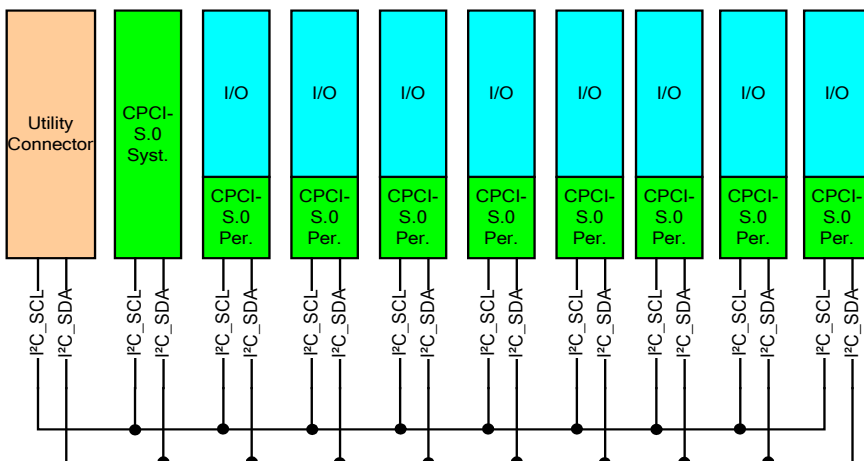 Utility
Connector
CPCI-
S.0
Syst.
I/O
I/O
I/O
I/O
I/O
I/O
I/O
I/O
CPCI-
S.0
Per.
CPCI-
S.0
Per.
CPCI-
S.0
Per.
CPCI-
S.0
Per.
CPCI-
S.0
Per.
CPCI-
S.0
Per.
CPCI-
S.0
Per.
CPCI-
S.0
Per.
I²C_SCL
I²C_SDA
I²C_SCL
I²C_SDA
I²C_SCL
I²C_SDA
I²C_SCL
I²C_SDA
I²C_SCL
I²C_SDA
I²C_SCL
I²C_SDA
I²C_SCL
I²C_SDA
I²C_SCL
I²C_SDA
I²C_SCL
I²C_SDA
I²C_SCL
I²C_SDA